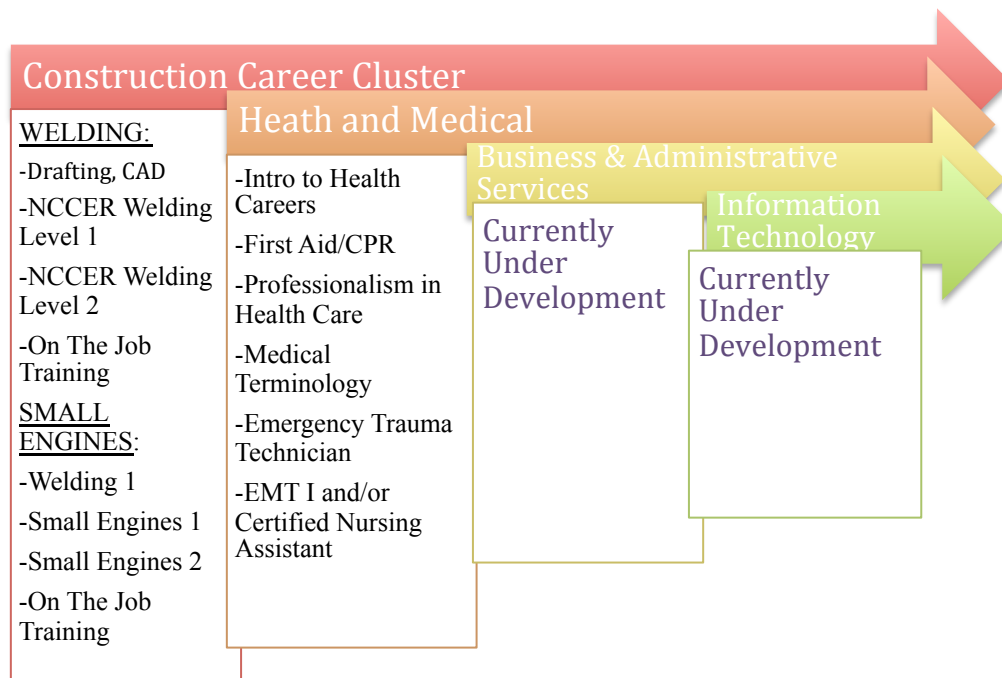 Construction Career Cluster
WELDING:
-Drafting, CAD
-NCCER Welding
Level 1
-NCCER Welding
Level 2
-On The Job
Training
SMALL
ENGINES:
-Welding 1
-Small Engines 1
-Small Engines 2
-On The Job
Training
Heath and Medical
-Intro to Health
Careers
-First Aid/CPR
-Professionalism in
Health Care
-Medical
Terminology
-Emergency Trauma
Technician
-EMT I and/or
Certified Nursing
Assistant
Business & Administrative
Services
Currently
Under
Development
Information
Technology
Currently
Under
Development